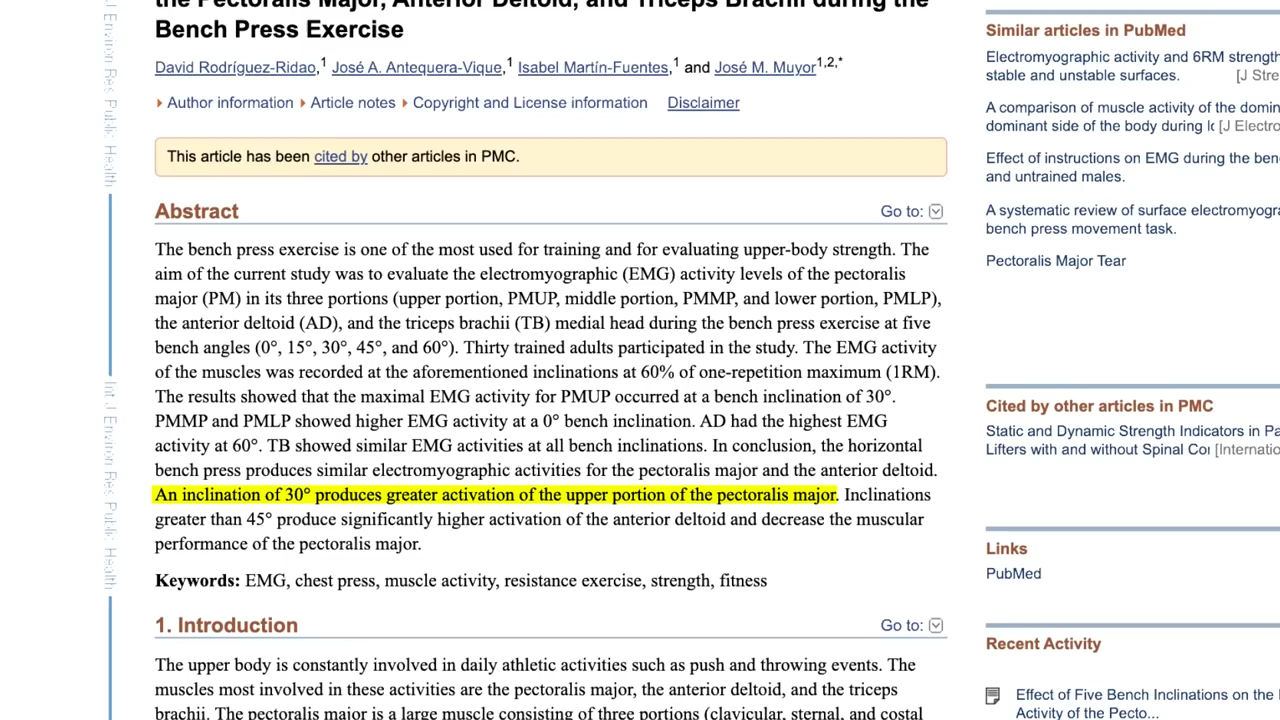 the Pectoralis Major, Anterior Deltoid, and Triceps Brachii during the
Bench Press Exercise
David Rodríguez-Ridao,1 José A. Antequera-Vique,1 Isabel Martín-Fuentes,1 and José M. Muyor1,2,*
Author information Article notes Copyright and License information Disclaimer
This article has been cited by other articles in PMC.
Abstract
Go to:
The bench press exercise is one of the most used for training and for evaluating upper-body strength. The
aim of the current study was to evaluate the electromyographic (EMG) activity levels of the pectoralis
major (PM) in its three portions (upper portion, PMUP, middle portion, PMMP, and lower portion, PMLP),
the anterior deltoid (AD), and the triceps brachii (TB) medial head during the bench press exercise at five
bench angles (0°, 15°, 30°, 45°, and 60°). Thirty trained adults participated in the study. The EMG activity
of the muscles was recorded at the aforementioned inclinations at 60% of one-repetition maximum (1RM).
The results showed that the maximal EMG activity for PMUP occurred at a bench inclination of 30°.
PMMP and PMLP showed higher EMG activity at a 0° bench inclination. AD had the highest EMG
activity at 60°. TB showed similar EMG activities at all bench inclinations. In conclusion, the horizontal
bench press produces similar electromyographic activities for the pectoralis major and the anterior deltoid.
An inclination of 30° produces greater activation of the upper portion of the pectoralis major. Inclinations
greater than 45° produce significantly higher activation of the anterior deltoid and decrease the muscular
performance of the pectoralis major.
Keywords: EMG, chest press, muscle activity, resistance exercise, strength, fitness
1. Introduction
Go to:
The upper body is constantly involved in daily athletic activities such as push and throwing events. The
muscles most involved in these activities are the pectoralis major, the anterior deltoid, and the triceps
brachii. The pectoralis major is a large muscle consisting of three portions (clavicular, sternal, and costal
Similar articles in PubMed
Electromyographic activity and 6RM strength
stable and unstable surfaces. [J Stre
A comparison of muscle activity of the domin
dominant side of the body during lo [J Electro
Effect of instructions on EMG during the ben
and untrained males.
A systematic review of surface electromyogra
bench press movement task.
Pectoralis Major Tear
Cited by other articles in PMC
Static and Dynamic Strength Indicators in Pa
Lifters with and without Spinal Cor [Internatio
Links
PubMed
Recent Activity
Effect of Five Bench Inclinations on the
Activity of the Pecto...